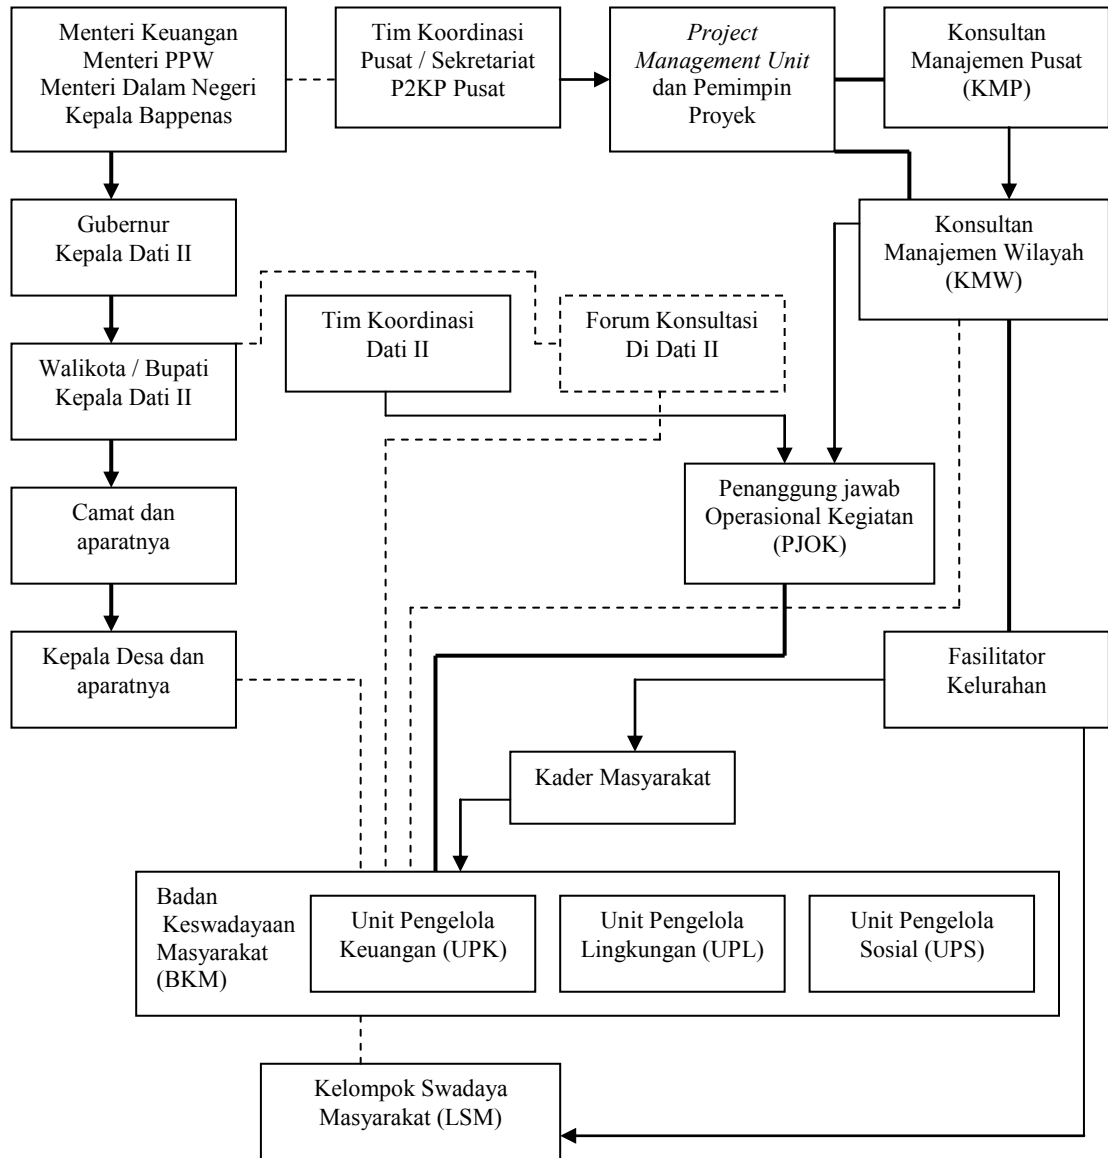 Menteri Keuangan
Menteri PPW
Menteri Dalam Negeri
Kepala Bappenas
Tim Koordinasi
Pusat / Sekretariat
P2KP Pusat
Project
Management Unit
dan Pemimpin
Proyek
Konsultan
Manajemen Pusat
(KMP)
Gubernur
Kepala Dati II
Konsultan
Manajemen Wilayah
(KMW)
Tim Koordinasi
Dati II
Forum Konsultasi
Di Dati II
Walikota / Bupati
Kepala Dati II
Penanggung jawab
Operasional Kegiatan
(PJOK)
Camat dan
aparatnya
Kepala Desa dan
aparatnya
Fasilitator
Kelurahan
Kader Masyarakat
Badan
Keswadayaan
Masyarakat
(BKM)
Unit Pengelola
Keuangan (UPK)
Unit Pengelola
Lingkungan (UPL)
Unit Pengelola
Sosial (UPS)
Kelompok Swadaya
Masyarakat (LSM)